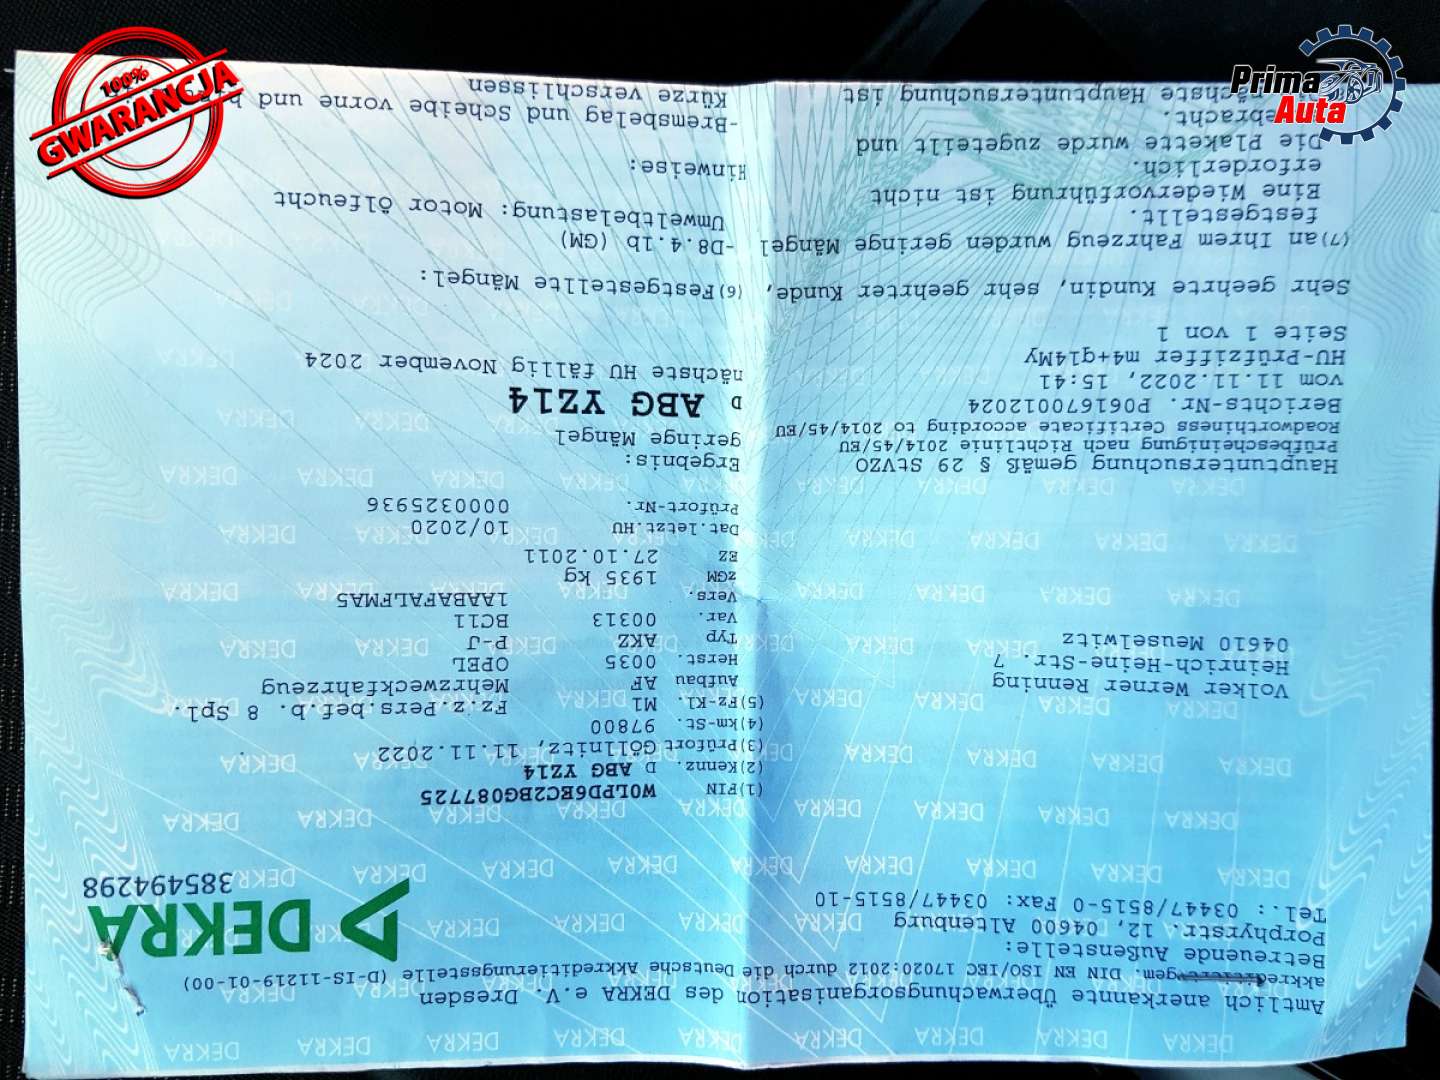 100%
GWARANCJA
Prima
Auta
Amtlich anerkannte Überwachungsorganisation des DEKRA e.V. Dresden
gem. DIN EN ISO/IEC 17020:2012 durch die Deutsche Akkreditierungsstelle (D-IS-11219-01-00)
Betreuende Außenstelle:
Porphyrstr. 12, 04600 Altenburg
Tel.: 03447/8515-0 Fax: 03447/8515-10
DEKRA
385494298
Volker Werner Renning
Heinrich-Heine-Str. 7
04610 Meuselwitz
Hauptuntersuchung gemäß § 29 StVZO
Prüfbescheinigung nach Richtlinie 2014/45/EU
Roadworthiness Certificate according to 2014/45/EU
Berichts-Nr. P061670012024
vom 11.11.2022, 15:41
HU-Prüfziffer m4+q14My
Seite 1 von 1
Sehr geehrte Kundin, sehr geehrter Kunde,
(7)an Ihrem Fahrzeug wurden geringe Mängel
festgestellt.
Eine Wiedervorführung ist nicht
erforderlich.
Die Plakette wurde zugeteilt und
nächste Hauptuntersuchung ist
(1)FIN W0LPD6EC2BG087725
(2)Kennz. D ABG YZ14
(3)Prüfort Göllnitz, 11.11.2022
(4)km-St. 97800
(5)Fz-Kl. M1 Fz.z.Pers.bef.b. 8 Spl.
Aufbau AF Mehrzweckfahrzeug
Herst. 0035 OPEL
Typ AKZ P-J
Var. 00313 BC11
Vers. 1AABAFALFMA5
zGM 1935 kg
EZ 27.10.2011
Dat.letzt.HU 10/2020
Prüfort-Nr. 0000325936
Ergebnis:
geringe Mängel
D ABG YZ14
nächste HU fällig November 2024
(6)Festgestellte Mängel:
-D8.4.1b (GM)
Umweltbelastung: Motor Ölfeucht
Hinweise:
-Bremsbelag und Scheibe vorne und
Kürze verschlissen